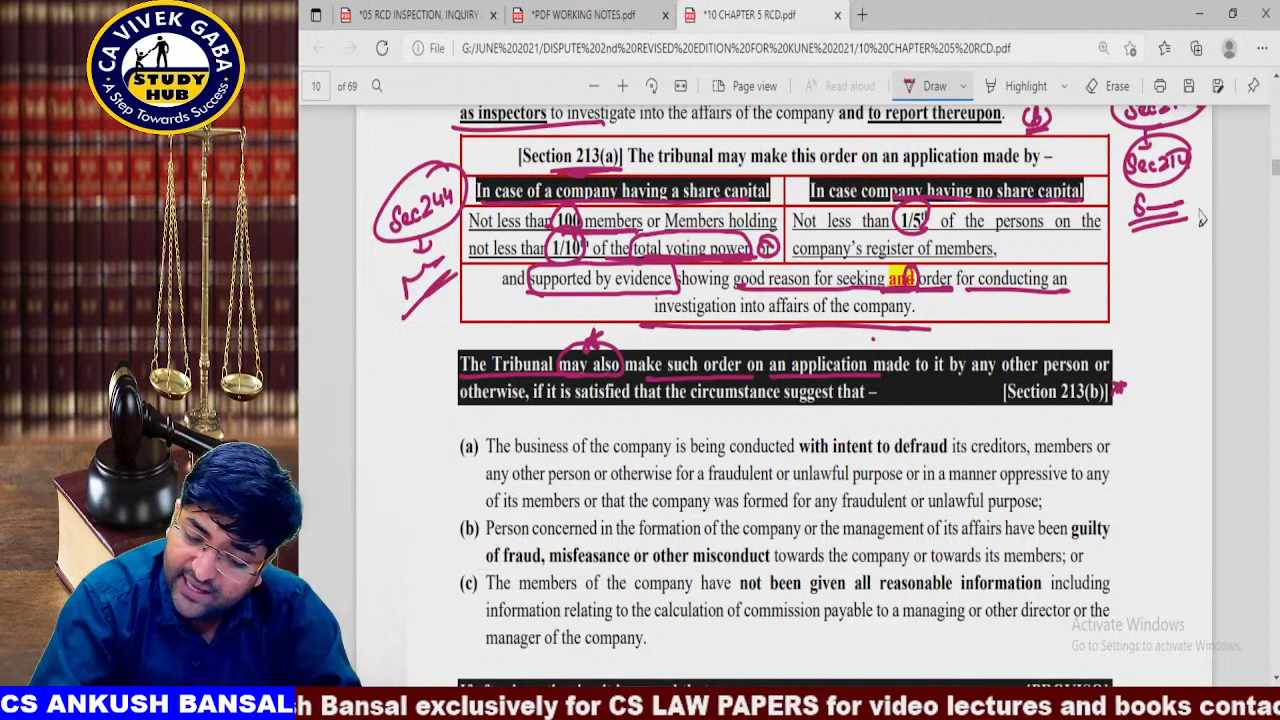 CA VIVEK GABA
STUDY
HUB
A Step Towards Success
*05 RCD INSPECTION, INQUIRY
*PDF WORKING NOTES.pdf
*10 CHAPTER 5 RCD.pdf
File
G:/JUNE%202021/DISPUTE%202nd%20REVISED%20EDITION%20FOR%20KUNE%2021/10%20CHAPTER%205%20RCD.pdf
10 of 69
Page view
Read aloud
Draw
Highlight
Erase
as inspectors to investigate into the affairs of the company and to report thereupon.
(b)
[Section 213(a)] The tribunal may make this order on an application made by –
Sec 214
Sec 244
In case of a company having a share capital
In case company having no share capital
Not less than 100 members or Members holding
not less than 1/10th of the total voting power or
Not less than 1/5th of the persons on the
company's register of members,
and supported by evidence showing good reason for seeking and order for conducting an
investigation into affairs of the company.
The Tribunal may also make such order on an application made to it by any other person or
otherwise, if it is satisfied that the circumstance suggest that – [Section 213(b)]
(a) The business of the company is being conducted with intent to defraud its creditors, members or
any other person or otherwise for a fraudulent or unlawful purpose or in a manner oppressive to any
of its members or that the company was formed for any fraudulent or unlawful purpose;
(b) Person concerned in the formation of the company or the management of its affairs have been guilty
of fraud, misfeasance or other misconduct towards the company or towards its members; or
(c) The members of the company have not been given all reasonable information including
information relating to the calculation of commission payable to a managing or other director or the
manager of the company.
Activate Windows
Go to Settings to activate Windows.
CS ANKUSH BANSAL
h Bansal exclusively for CS LAW PAPERS for video lectures and books contac